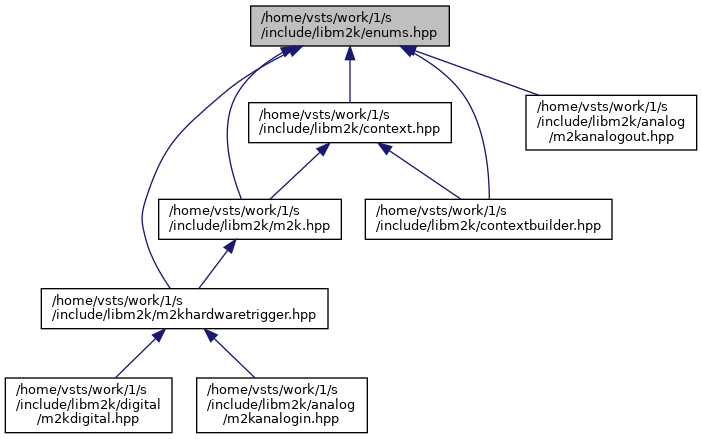 /home/vsts/work/1/s
/include/libm2k/enums.hpp
/home/vsts/work/1/s
/include/libm2k/context.hpp
/home/vsts/work/1/s
/include/libm2k/analog
/m2kanalogout.hpp
/home/vsts/work/1/s
/include/libm2k/m2k.hpp
/home/vsts/work/1/s
/include/libm2k/contextbuilder.hpp
/home/vsts/work/1/s
/include/libm2k/m2khardwaretrigger.hpp
/home/vsts/work/1/s
/include/libm2k/digital
/m2kdigital.hpp
/home/vsts/work/1/s
/include/libm2k/analog
/m2kanalogin.hpp